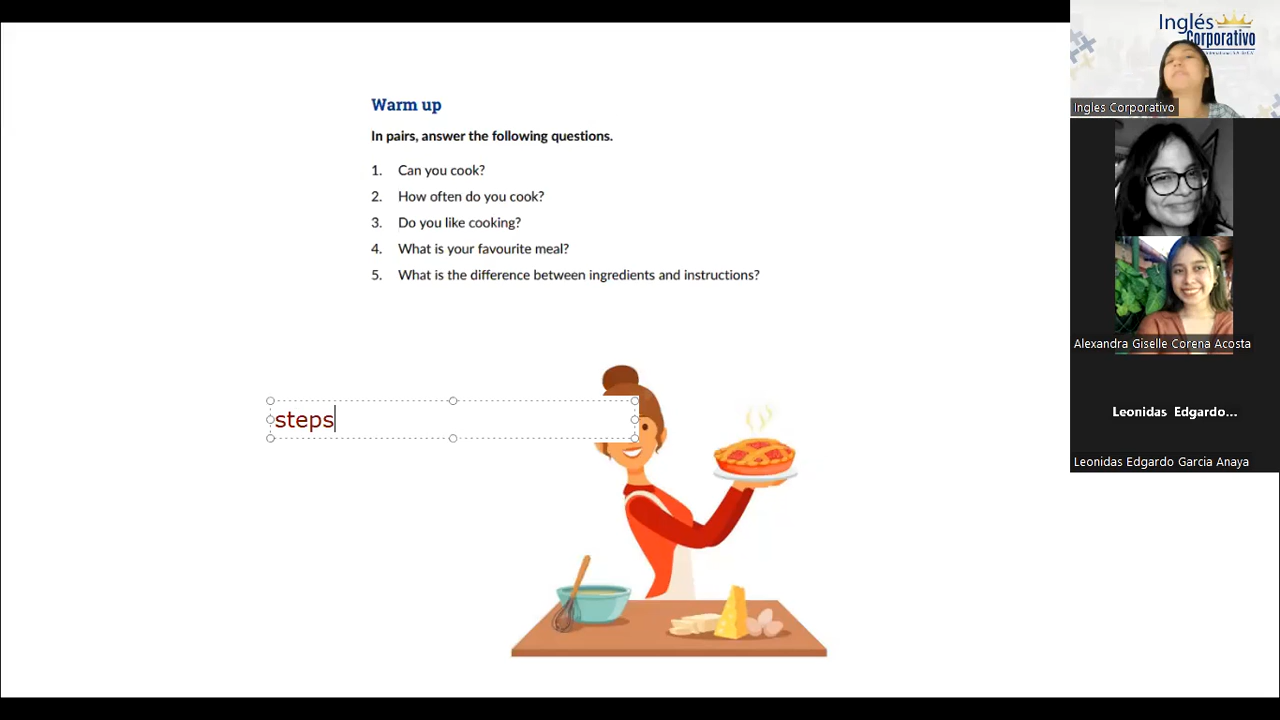 Warm up
In pairs, answer the following questions.
1. Can you cook?
2. How often do you cook?
3. Do you like cooking?
4. What is your favourite meal?
5. What is the difference between ingredients and instructions?
steps
Inglés
Corporativo
Ingles Corporativo
Alexandra Giselle Corena Acosta
Leonidas Edgardo...
Leonidas Edgardo Garcia Anaya